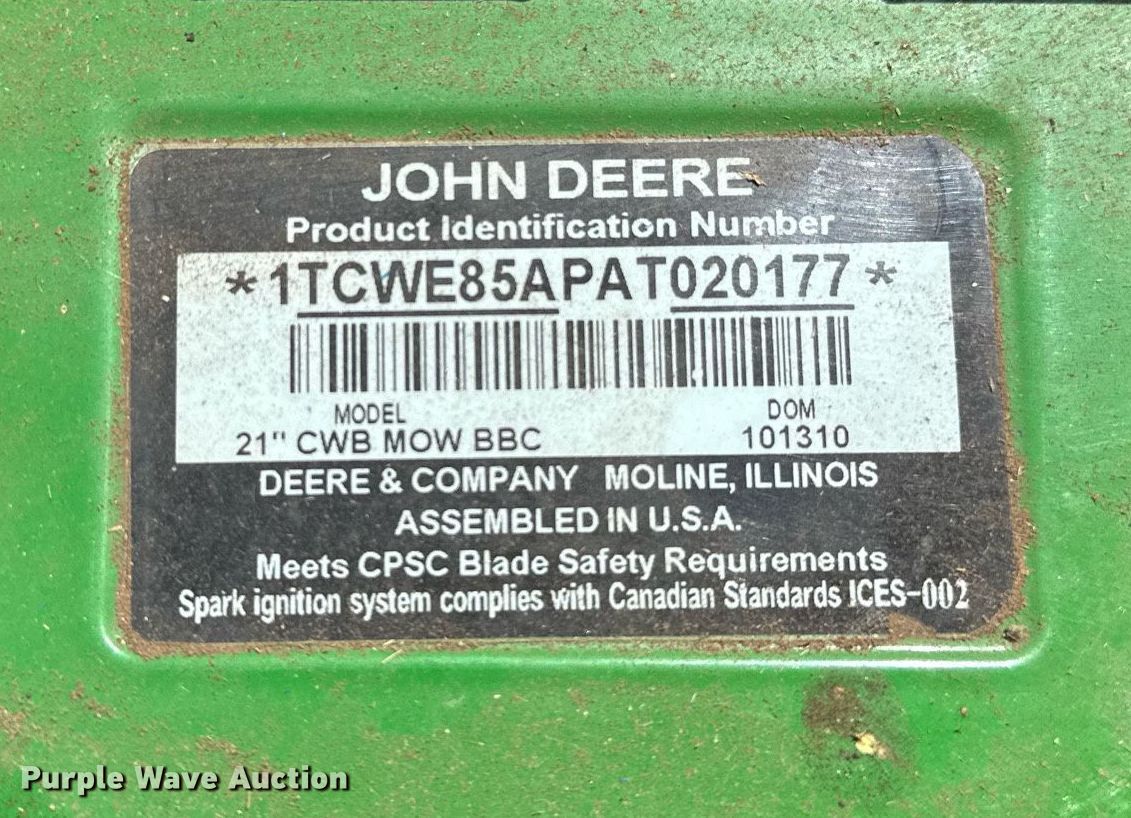 JOHN DEERE
Product Identification Number
*1TCWE85APAT020177*
MODEL DOM
21" CWB MOW BBC 101310
DEERE & COMPANY MOLINE, ILLINOIS
ASSEMBLED IN U.S.A.
Meets CPSC Blade Safety Requirements
Spark ignition system complies with Canadian Standards ICES-002
Purple Wave Auction